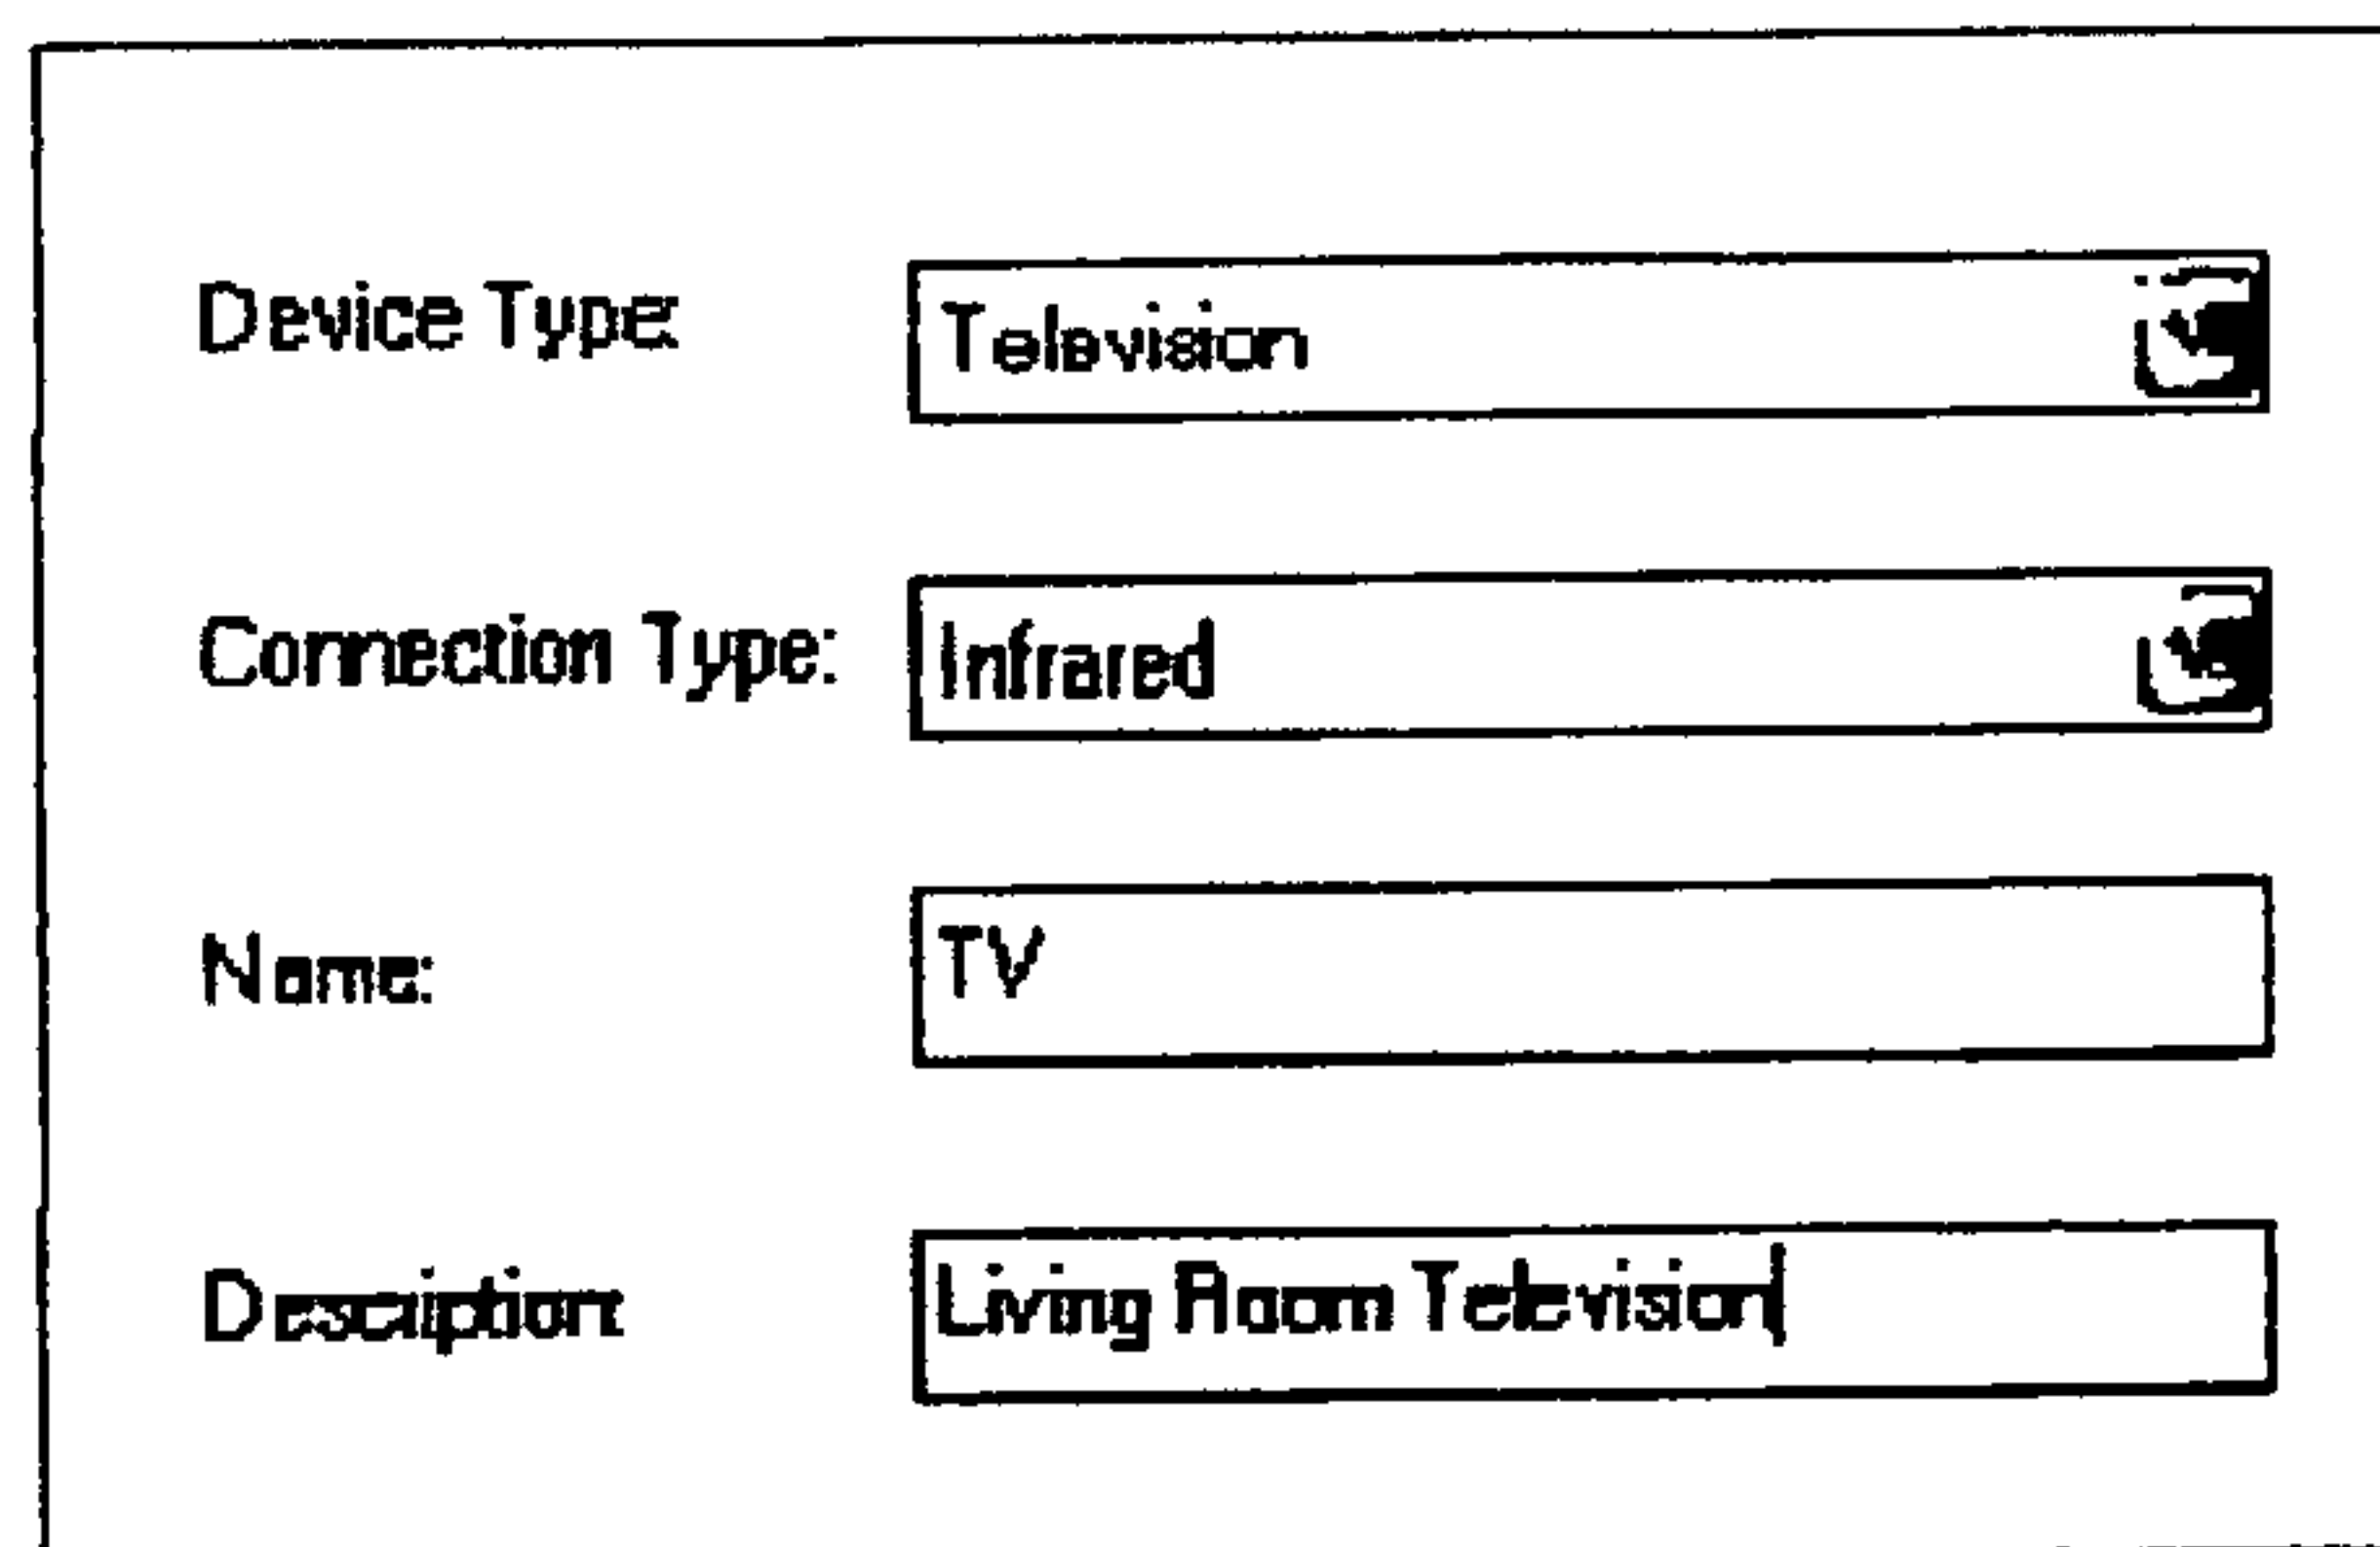 Device Type:
Television
Connection Type:
Infrared
Name:
TV
Description:
Living Room Television